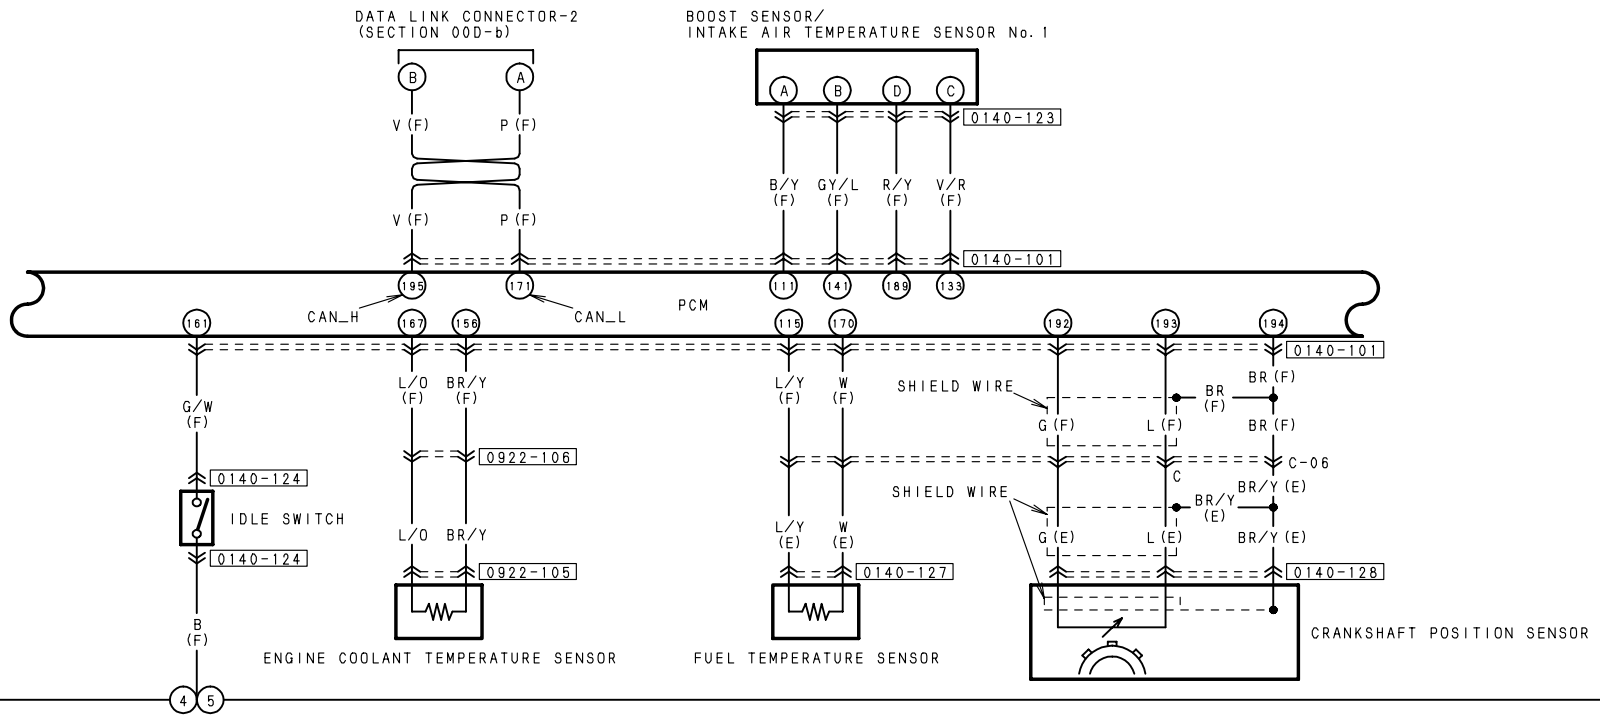 DATA LINK CONNECTOR-2
(SECTION 00D-b)
BOOST SENSOR/
INTAKE AIR TEMPERATURE SENSOR No. 1
B A
A B D C
0140-123
V (F) P (F)
B/Y GY/L R/Y V/R
(F) (F) (F) (F)
V (F) P (F)
0140-101
195 171 111 141 189 133
CAN_H CAN_L PCM
161 167 156 115 170 192 193 194
0140-101
L/O BR/Y L/Y W BR (F)
(F) (F) (F) (F)
SHIELD WIRE
BR
(F)
G/W
(F)
G (F) L (F) BR (F)
0922-106
C-06
0140-124
C
BR/Y (E)
SHIELD WIRE
BR/Y
(E)
IDLE SWITCH
L/O BR/Y
L/Y W
(E) (E)
G (E) L (E) BR/Y (E)
0140-124
0922-105
0140-127
0140-128
B
(F)
CRANKSHAFT POSITION SENSOR
ENGINE COOLANT TEMPERATURE SENSOR
FUEL TEMPERATURE SENSOR
4 5